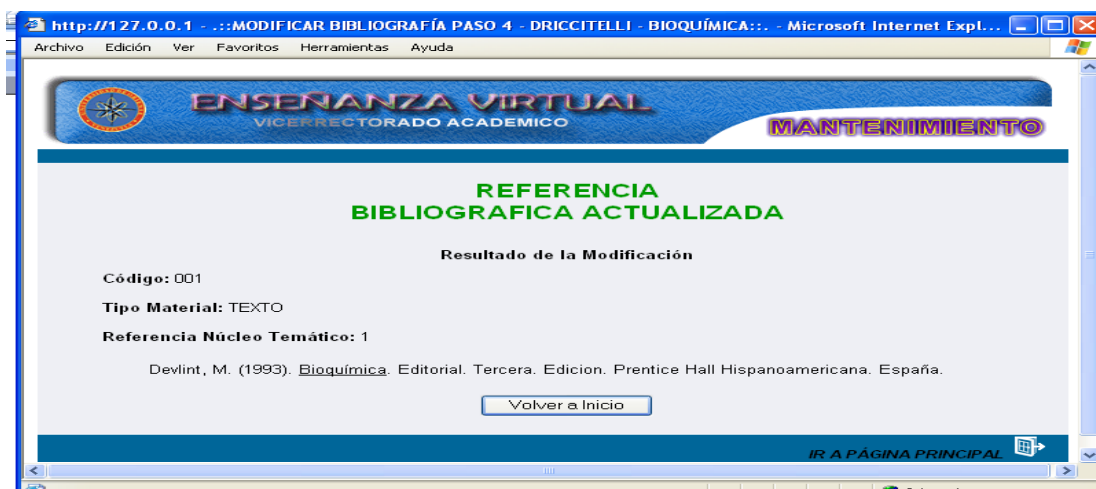 http://127.0.0.1 - .::MODIFICAR BIBLIOGRAFÍA PASO 4 - DRICCITELLI - BIOQUÍMICA::. - Microsoft Internet Expl...
Archivo Edición Ver Favoritos Herramientas Ayuda
ENSEÑANZA VIRTUAL
VICERRECTORADO ACADEMICO
MANTENIMIENTO
REFERENCIA
BIBLIOGRAFICA ACTUALIZADA
Resultado de la Modificación
Código: 001
Tipo Material: TEXTO
Referencia Núcleo Temático: 1
Devlint, M. (1993). Bioquímica. Editorial. Tercera. Edicion. Prentice Hall Hispanoamericana. España.
Volver a Inicio
IR A PÁGINA PRINCIPAL